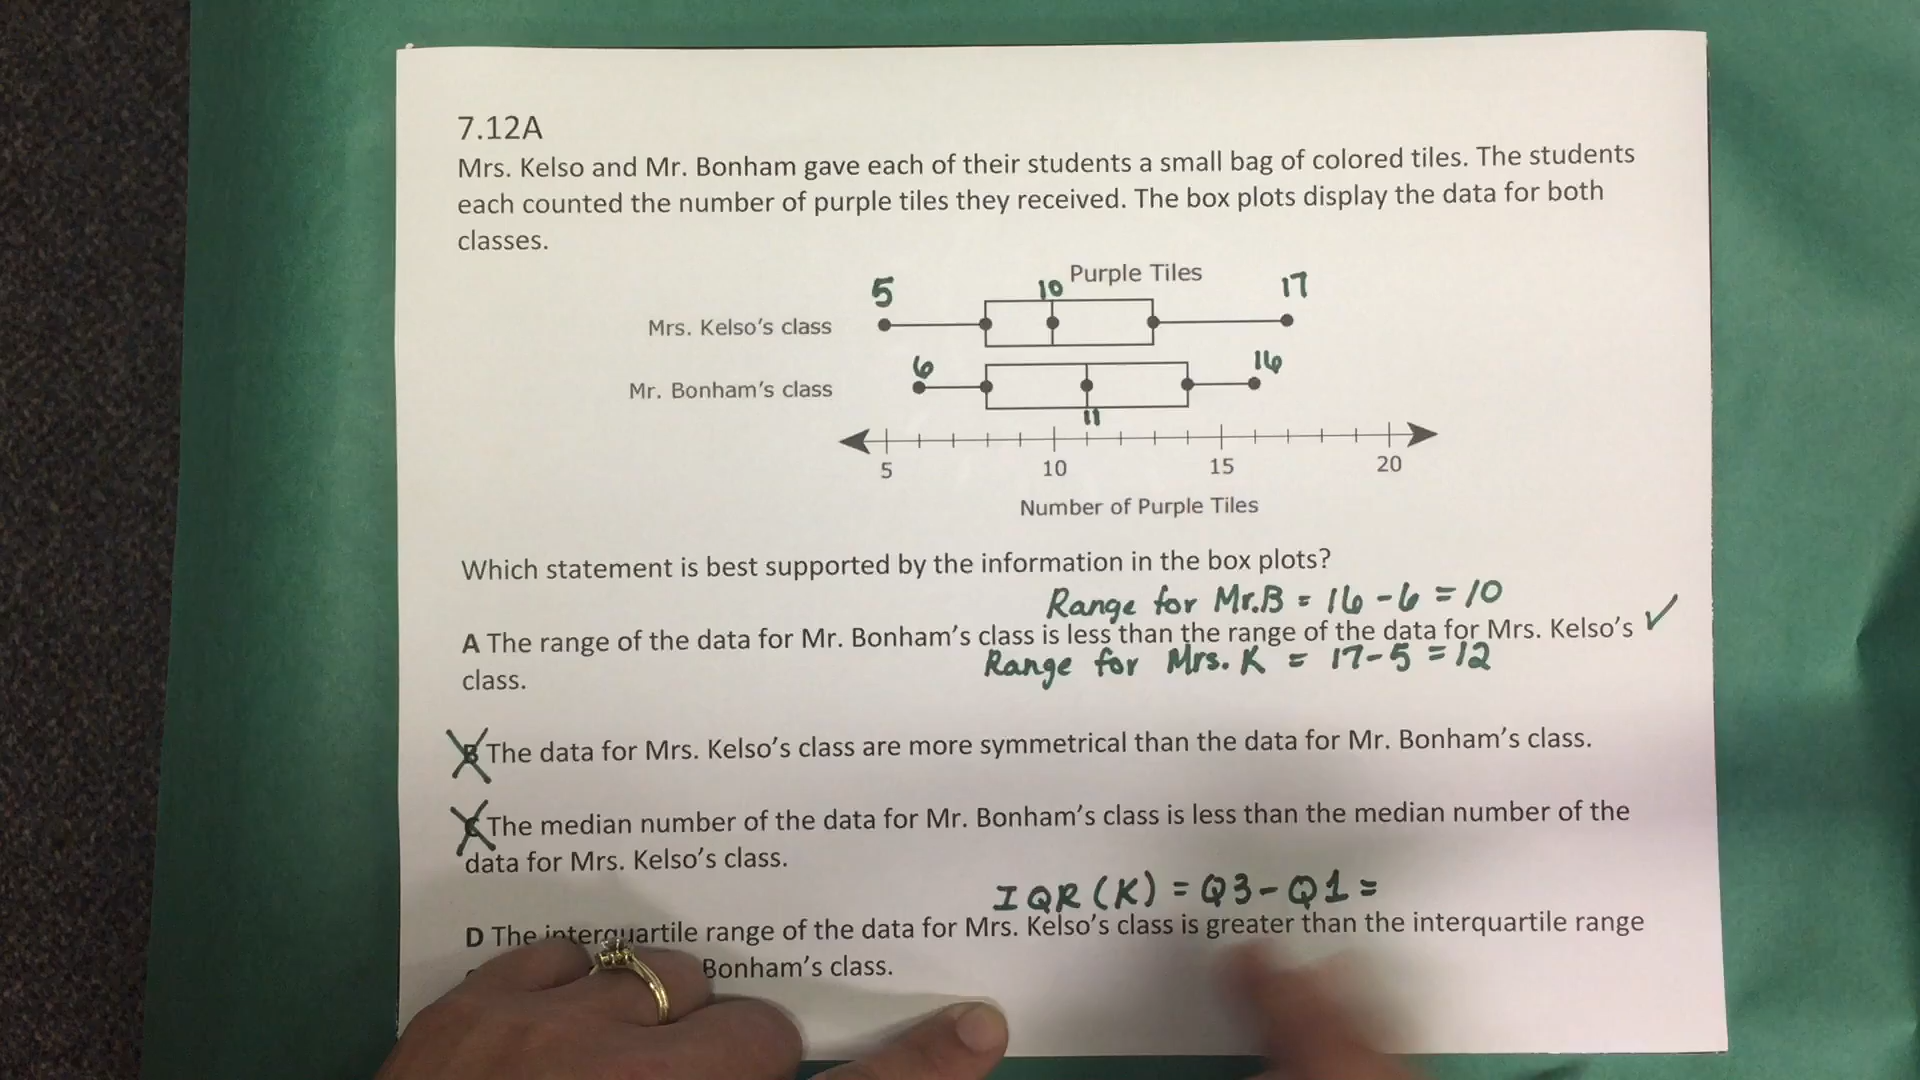 7.12A
Mrs. Kelso and Mr. Bonham gave each of their students a small bag of colored tiles. The students
each counted the number of purple tiles they received. The box plots display the data for both
classes.
Purple Tiles
5 10 17
Mrs. Kelso's class
6 16
Mr. Bonham's class
11
5 10 15 20
Number of Purple Tiles
Which statement is best supported by the information in the box plots?
Range for Mr.B = 16 - 6 = 10
A The range of the data for Mr. Bonham's class is less than the range of the data for Mrs. Kelso's ✓
Range for Mrs. K = 17-5 = 12
class.
B The data for Mrs. Kelso's class are more symmetrical than the data for Mr. Bonham's class.
C The median number of the data for Mr. Bonham's class is less than the median number of the
data for Mrs. Kelso's class.
IQR (K) = Q3 - Q1 =
D The interquartile range of the data for Mrs. Kelso's class is greater than the interquartile range
Bonham's class.